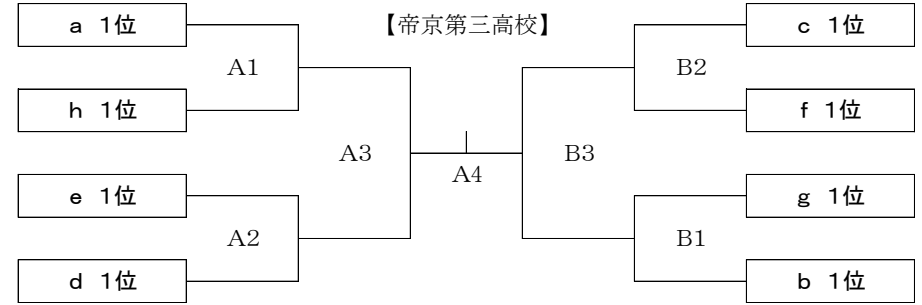 a 1位
【帝京第三高校】
c 1位
A1
B2
h 1位
f 1位
A3
B3
A4
e 1位
g 1位
A2
B1
d 1位
b 1位